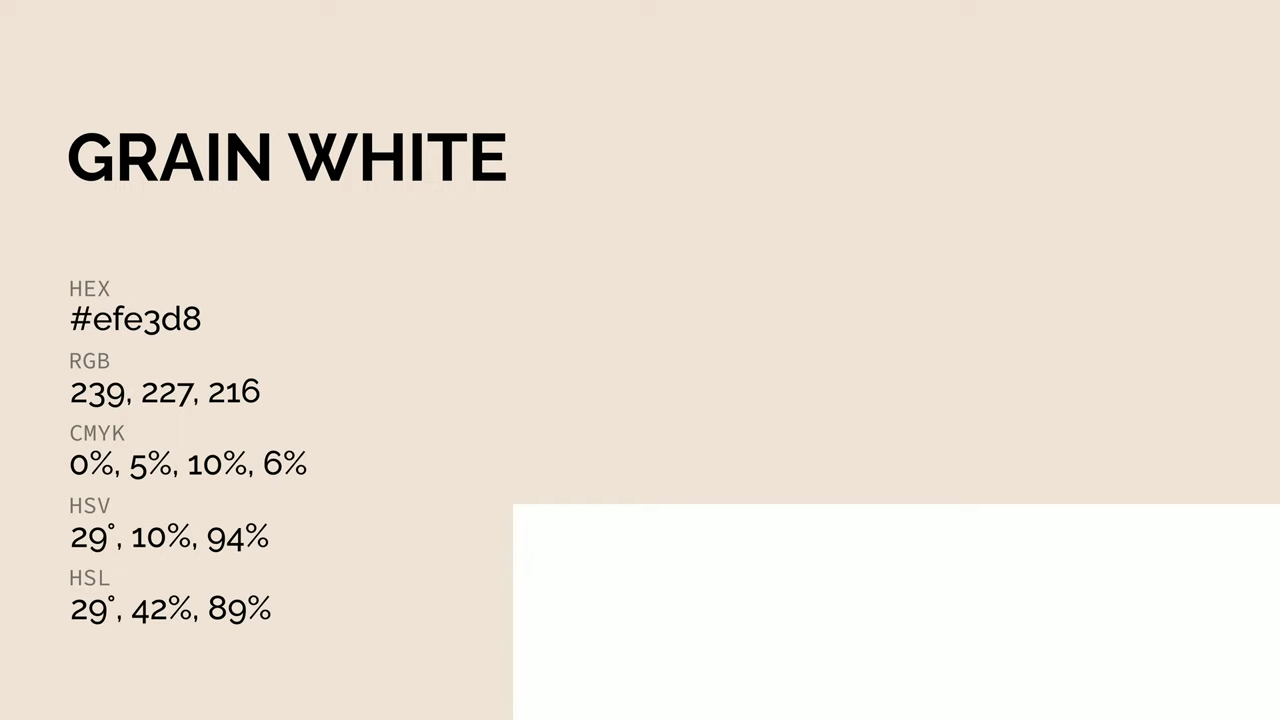 GRAIN WHITE
HEX
#efe3d8
RGB
239, 227, 216
CMYK
0%, 5%, 10%, 6%
HSV
29°, 10%, 94%
HSL
29°, 42%, 89%